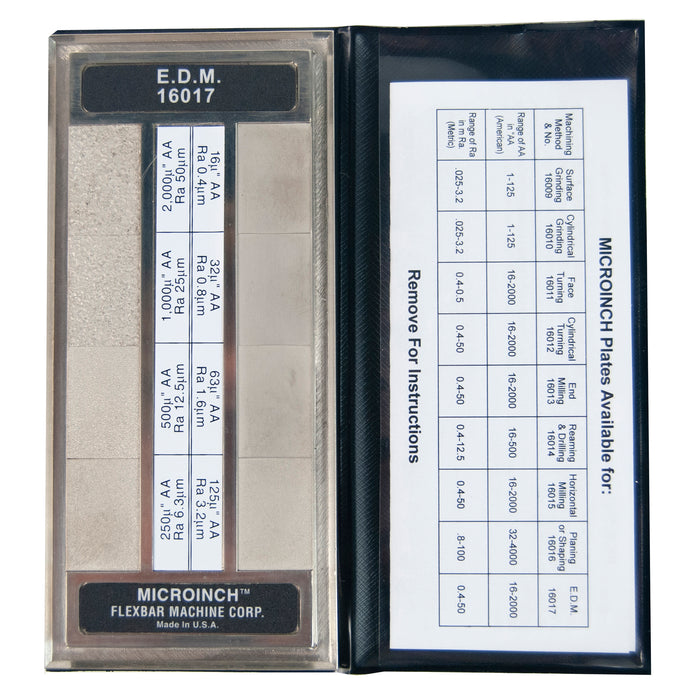 E.D.M.
16017
16µ" AA
Ra 0.4µm
32µ" AA
Ra 0.8µm
63µ" AA
Ra 1.6µm
125µ" AA
Ra 3.2µm
2,000µ" AA
Ra 50µm
1,000µ" AA
Ra 25µm
500µ" AA
Ra 12.5µm
250µ" AA
Ra 6.3µm
MICROINCH™
FLEXBAR MACHINE CORP.
Made In U.S.A.
MICROINCH Plates Available for:
Machining Method & No.
Surface Grinding 16009
Cylindrical Grinding 16010
Face Turning 16011
Cylindrical Turning 16012
End Milling 16013
Reaming & Drilling 16014
Horizontal Milling 16015
Planing or Shaping 16016
E.D.M. 16017
Range of AA in "AA (American)
1-125
1-125
16-2000
16-2000
16-2000
16-500
16-2000
32-4000
16-2000
Range of Ra in m Ra. (Metric)
.025-3.2
.025-3.2
0.4-0.5
0.4-50
0.4-50
0.4-12.5
0.4-50
.8-100
0.4-50
Remove For Instructions